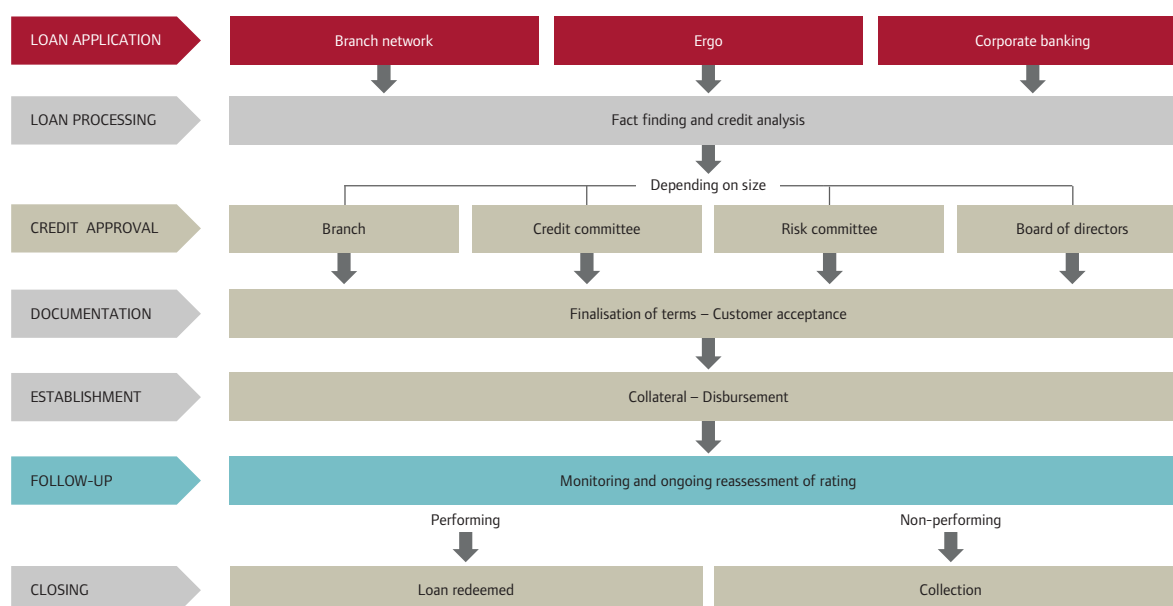 LOAN APPLICATION
Branch network
Ergo
Corporate banking
LOAN PROCESSING
Fact finding and credit analysis
Depending on size
CREDIT APPROVAL
Branch
Credit committee
Risk committee
Board of directors
DOCUMENTATION
Finalisation of terms – Customer acceptance
ESTABLISHMENT
Collateral – Disbursement
FOLLOW-UP
Monitoring and ongoing reassessment of rating
Performing
Non-performing
CLOSING
Loan redeemed
Collection